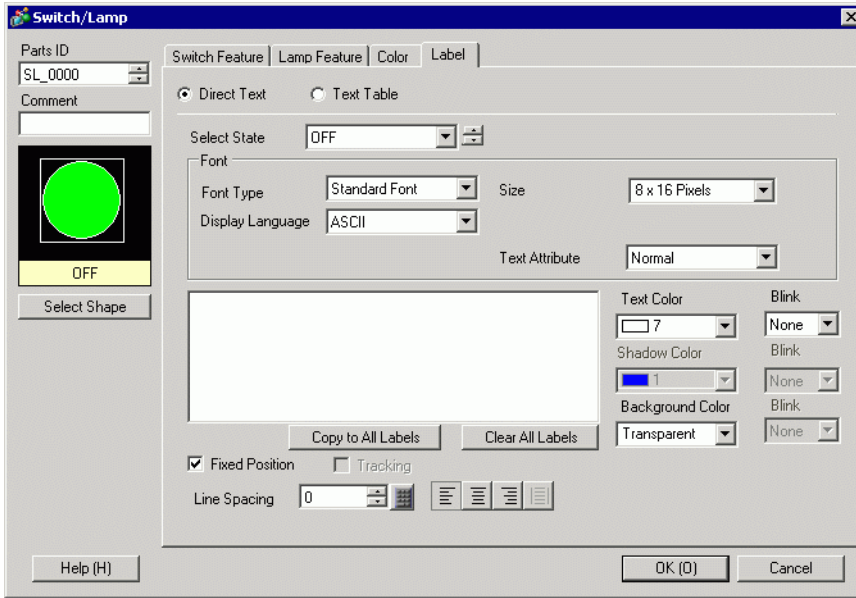 Switch/Lamp
Parts ID
SL_0000
Comment
OFF
Select Shape
Switch Feature Lamp Feature Color Label
Direct Text Text Table
Select State OFF
Font
Font Type Standard Font Size 8 x 16 Pixels
Display Language ASCII
Text Attribute Normal
Text Color Blink
7 None
Shadow Color Blink
1 None
Background Color Blink
Transparent None
Copy to All Labels Clear All Labels
Fixed Position Tracking
Line Spacing 0
Help (H) OK (O) Cancel